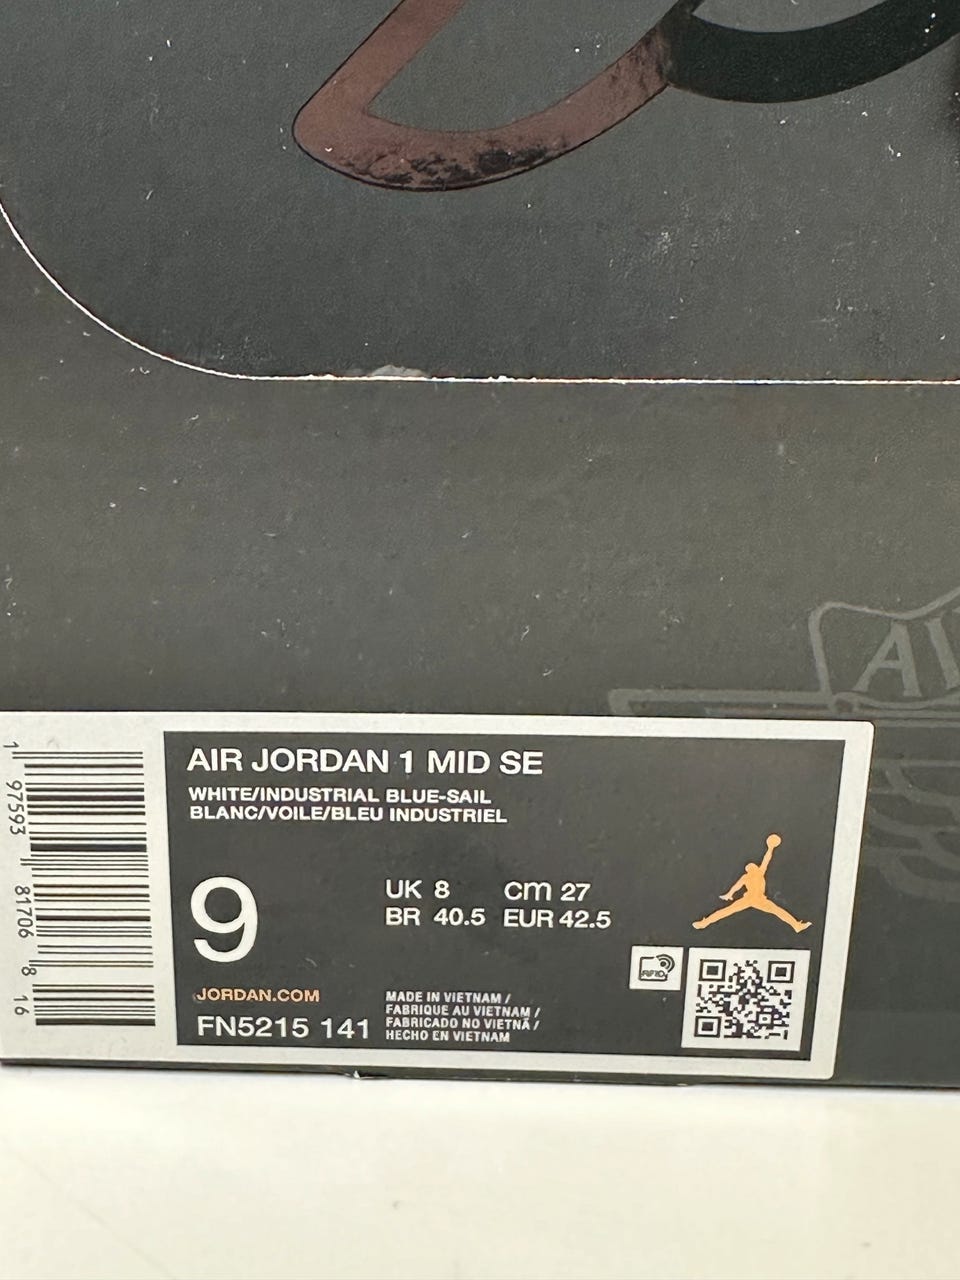 AIR JORDAN 1 MID SE
WHITE/INDUSTRIAL BLUE-SAIL
BLANC/VOILE/BLEU INDUSTRIEL
9
UK 8 cm 27
BR 40.5 EUR 42.5
RFID
JORDAN.COM
FN5215 141
MADE IN VIETNAM /
FABRIQUE AU VIETNAM /
FABRICADO NO VIETNÃ /
HECHO EN VIETNAM
1 97593 81706 8 16